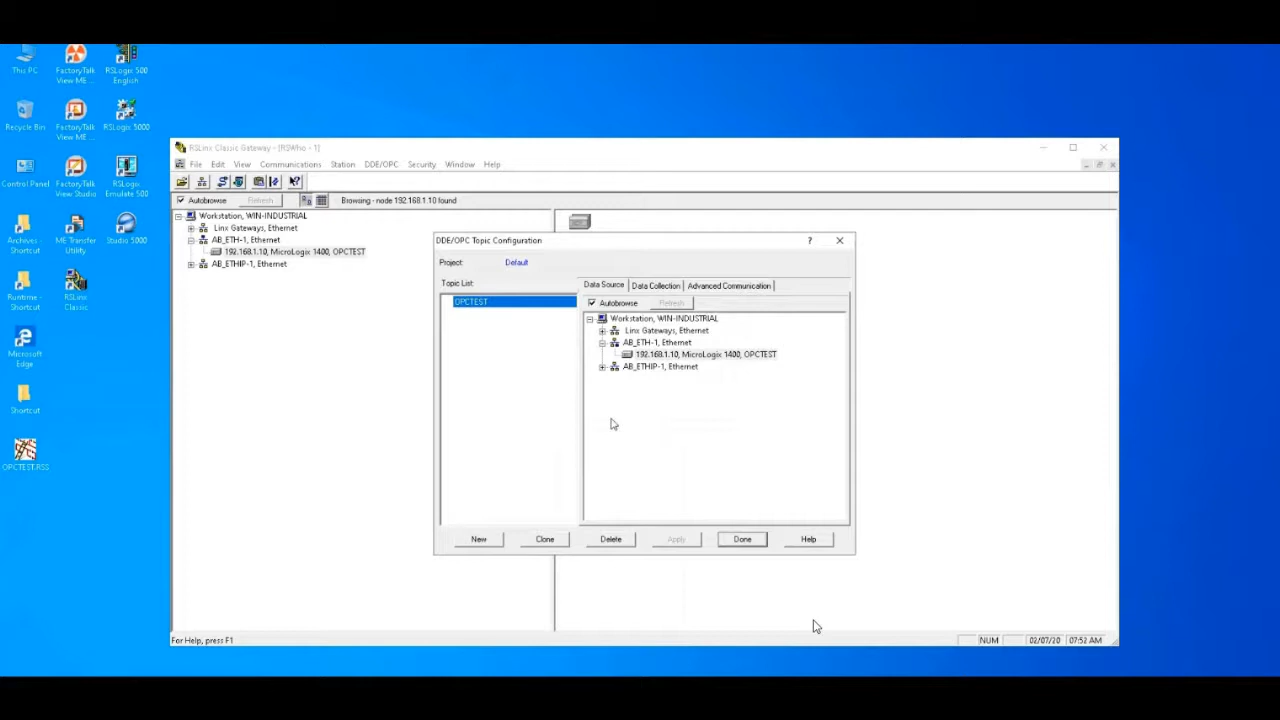 This PC
FactoryTalk
View ME ...
RSLogix 500
English
Recycle Bin
FactoryTalk
View ME ...
RSLogix 5000
Control Panel
FactoryTalk
View Studio
RSLogix
Emulate 500
Archives -
Shortcut
ME Transfer
Utility
Studio 5000
Runtime -
Shortcut
RSLinx
Classic
Microsoft
Edge
Shortcut
OPCTEST.RSS
RSLinx Classic Gateway - [RSWho - 1]
File Edit View Communications Station DDE/OPC Security Window Help
Autobrowse Refresh Browsing - node 192.168.1.10 found
Workstation, WIN-INDUSTRIAL
Linx Gateways, Ethernet
AB_ETH-1, Ethernet
192.168.1.10, MicroLogix 1400, OPCTEST
AB_ETHIP-1, Ethernet
DDE/OPC Topic Configuration
?
Project: Default
Topic List:
OPCTEST
Data Source Data Collection Advanced Communication
Autobrowse Refresh
Workstation, WIN-INDUSTRIAL
Linx Gateways, Ethernet
AB_ETH-1, Ethernet
192.168.1.10, MicroLogix 1400, OPCTEST
AB_ETHIP-1, Ethernet
New Clone Delete Apply Done Help
For Help, press F1
NUM 02/07/20 07:52 AM